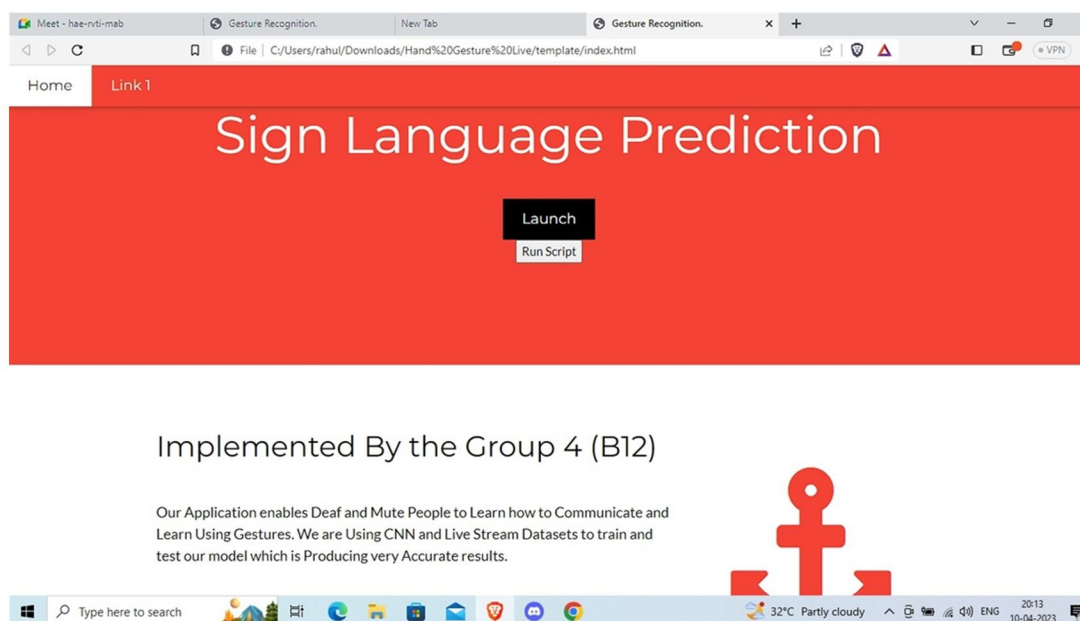 Meet - hae-rvti-mab
Gesture Recognition.
New Tab
Gesture Recognition.
File
C:/Users/rahul/Downloads/Hand%20Gesture%20Live/template/index.html
VPN
Home
Link 1
Sign Language Prediction
Launch
Run Script
Implemented By the Group 4 (B12)
Our Application enables Deaf and Mute People to Learn how to Communicate and
Learn Using Gestures. We are Using CNN and Live Stream Datasets to train and
test our model which is Producing very Accurate results.
Type here to search
32°C Partly cloudy
ENG
20:13
10-04-2023